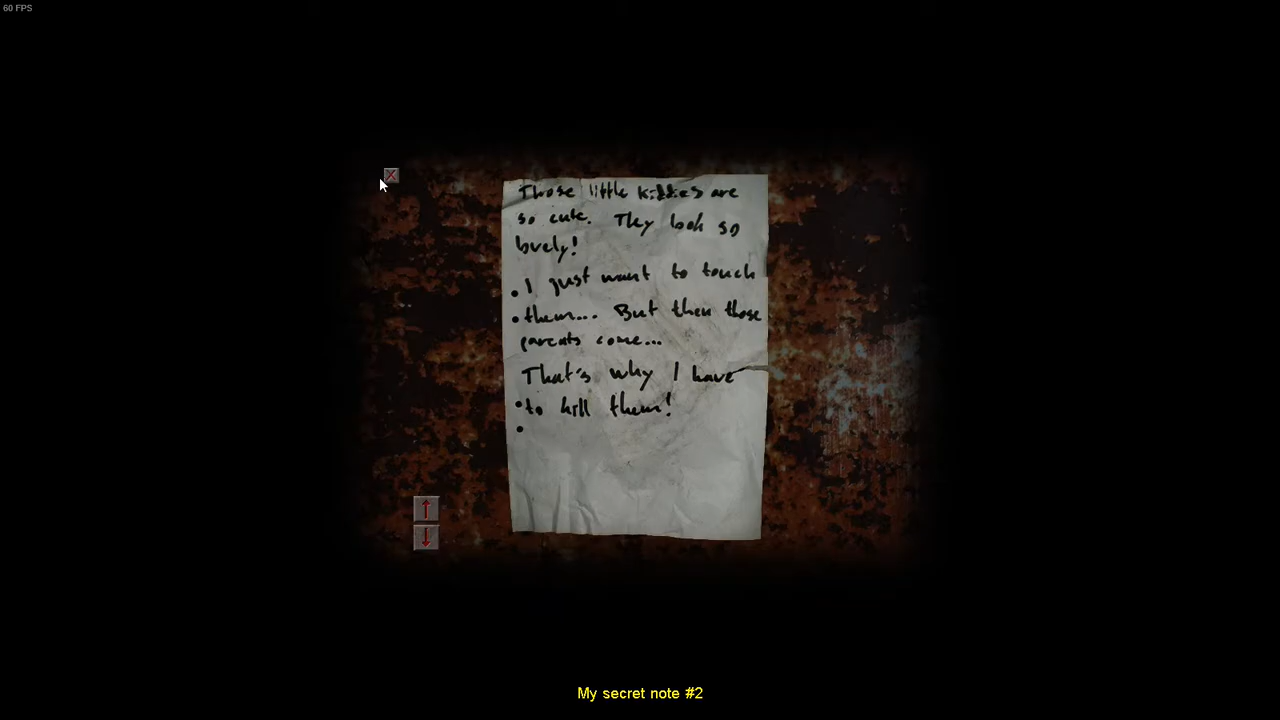 60 FPS
X
Those little kiddies are
so cute. They look so
lovely!
I just want to touch
them... But then those
parents come...
That's why I have
to kill them!
My secret note #2